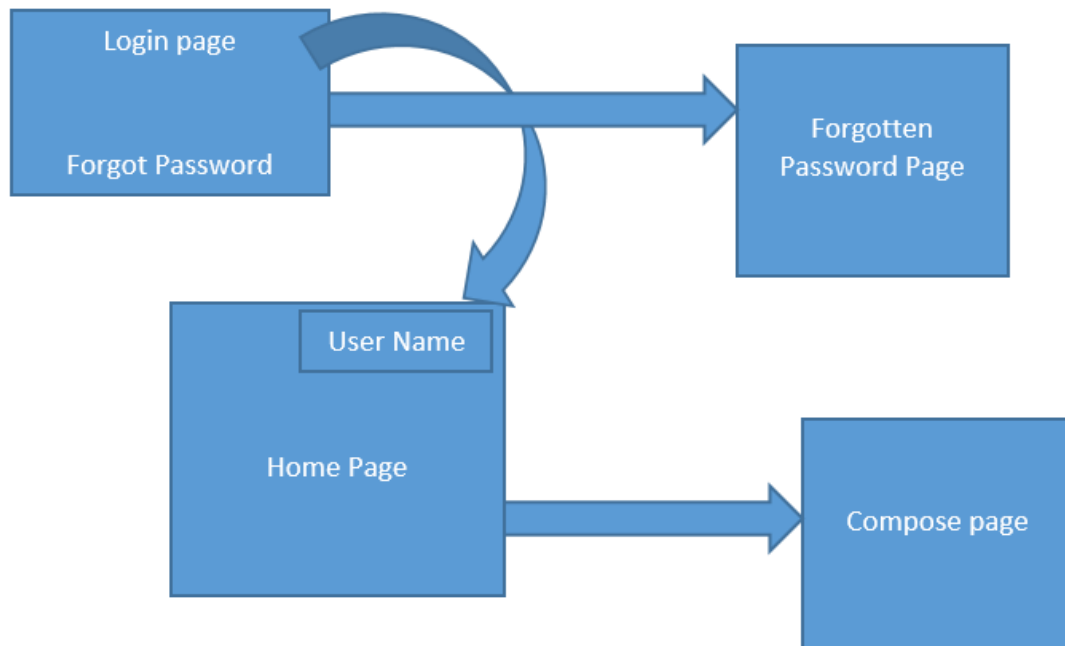 Login page
Forgot Password
Forgotten
Password Page
User Name
Home Page
Compose page